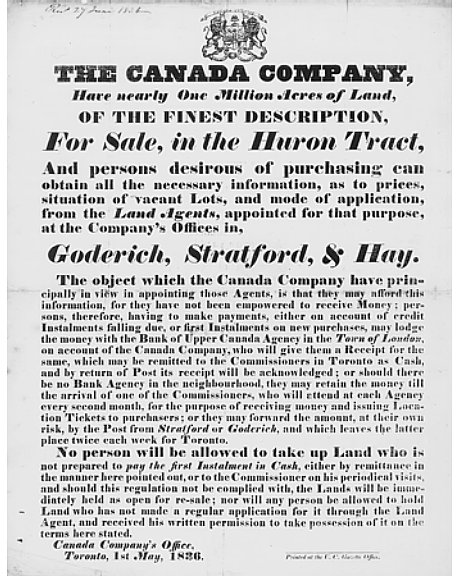 27 June 1836
THE CANADA COMPANY,
Have nearly One Million Acres of Land,
OF THE FINEST DESCRIPTION,
For Sale, in the Huron Tract,
And persons desirous of purchasing can
obtain all the necessary information, as to prices,
situation of vacant Lots, and mode of application,
from the Land Agents, appointed for that purpose,
at the Company's Offices in,
Goderich, Stratford, & Hay.
The object which the Canada Company have prin-
cipally in view in appointing those Agents, is that they may afford this
information, for they have not been empowered to receive Money; per-
sons, therefore, having to make payments, either on account of credit
Instalments falling due, or first Instalments on new purchases, may lodge
the money with the Bank of Upper Canada Agency in the Town of London,
on account of the Canada Company, who will give them a Receipt for the
same, which may be remitted to the Commissioners in Toronto as Cash,
and by return of Post its receipt will be acknowledged; or should there
be no Bank Agency in the neighbourhood, they may retain the money till
the arrival of one of the Commissioners, who will attend at each Agency
every second month, for the purpose of receiving money and issuing Loca-
tion Tickets to purchasers; or they may forward the amount, at their own
risk, by the Post from Stratford or Goderich, and which leaves the latter
place twice each week for Toronto.
No person will be allowed to take up Land who is
not prepared to pay the first Instalment in Cash, either by remittance in
the manner here pointed out, or to the Commissioner on his periodical visits,
and should this regulation not be complied with, the Lands will be imme-
diately held as open for re-sale; nor will any person be allowed to hold
Land who has not made a regular application for it through the Land
Agent, and received his written permission to take possession of it on the
terms here stated.
Canada Company's Office,
Toronto, 1st May, 1836.
Printed at the U. C. Gazette Office.